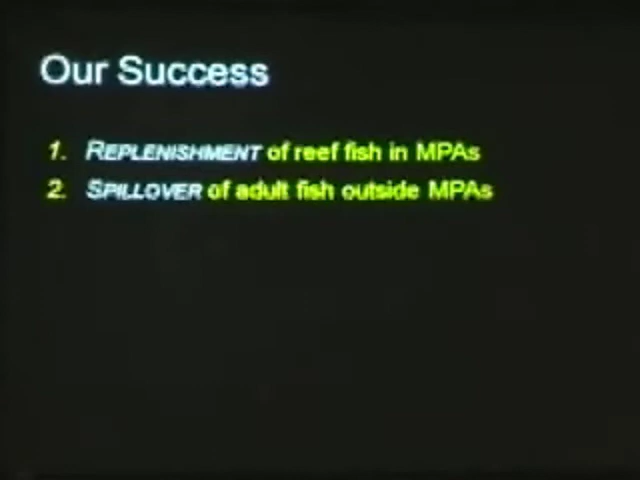 Our Success
1. REPLENISHMENT of reef fish in MPAs
2. SPILLOVER of adult fish outside MPAs